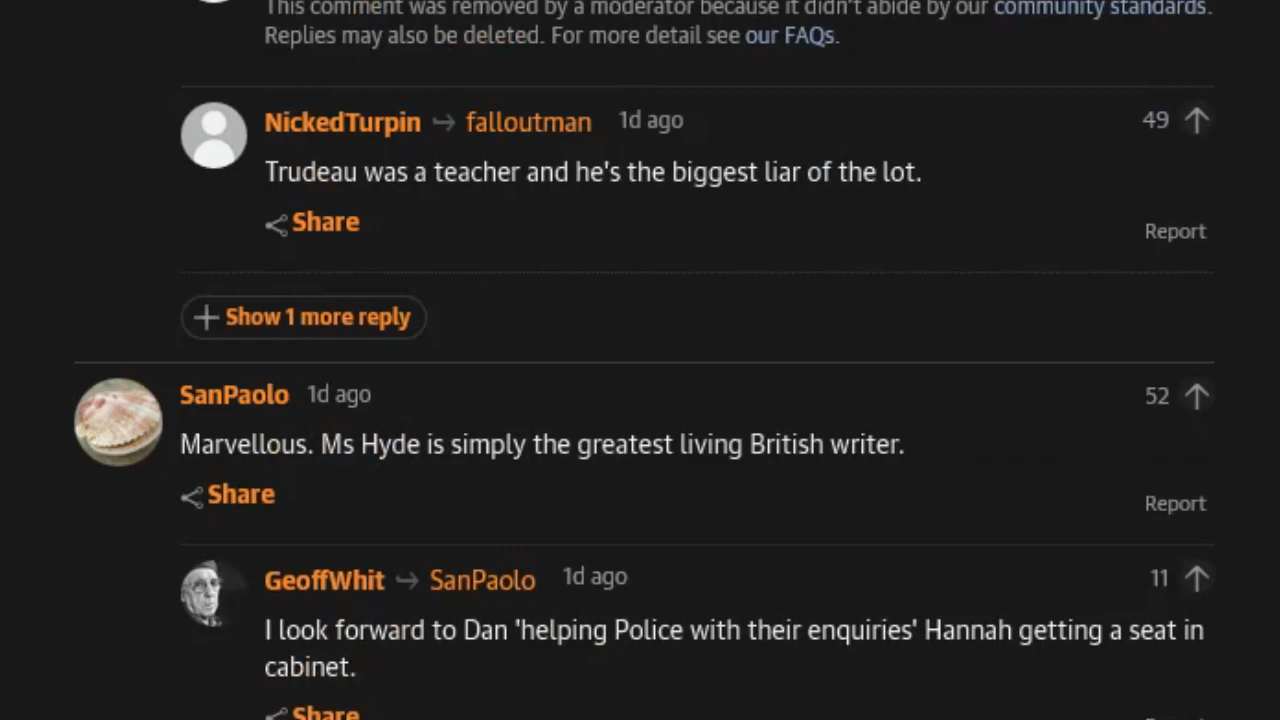 This comment was removed by a moderator because it didn't abide by our community standards.
Replies may also be deleted. For more detail see our FAQs.
NickedTurpin falloutman 1d ago 49
Trudeau was a teacher and he's the biggest liar of the lot.
Share
Report
Show 1 more reply
SanPaolo 1d ago 52
Marvellous. Ms Hyde is simply the greatest living British writer.
Share
Report
GeoffWhit SanPaolo 1d ago 11
I look forward to Dan 'helping Police with their enquiries' Hannah getting a seat in
cabinet.
Share